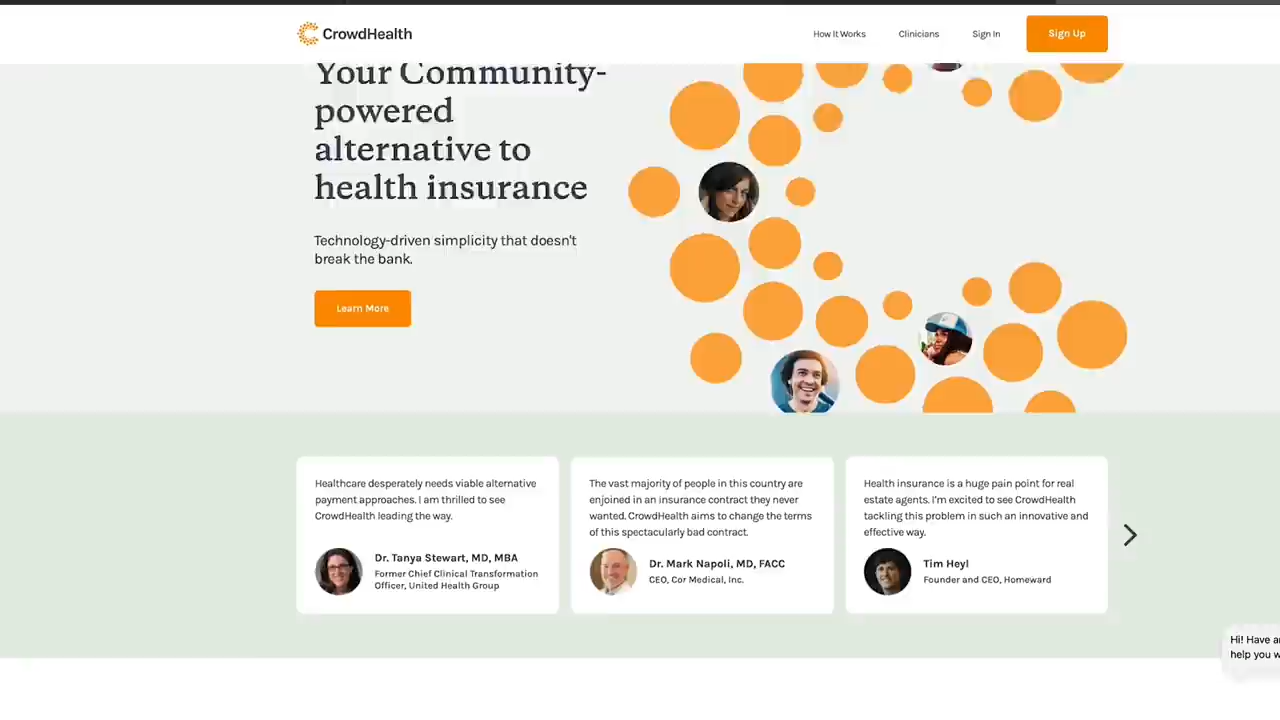 CrowdHealth
How It Works
Clinicians
Sign In
Sign Up
Your Community-
powered
alternative to
health insurance
Technology-driven simplicity that doesn't
break the bank.
Learn More
Healthcare desperately needs viable alternative
payment approaches. I am thrilled to see
CrowdHealth leading the way.
Dr. Tanya Stewart, MD, MBA
Former Chief Clinical Transformation
Officer, United Health Group
The vast majority of people in this country are
enjoined in an insurance contract they never
wanted. CrowdHealth aims to change the terms
of this spectacularly bad contract.
Dr. Mark Napoli, MD, FACC
CEO, Cor Medical, Inc.
Health insurance is a huge pain point for real
estate agents. I'm excited to see CrowdHealth
tackling this problem in such an innovative and
effective way.
Tim Heyl
Founder and CEO, Homeward
Hi! Have
help you